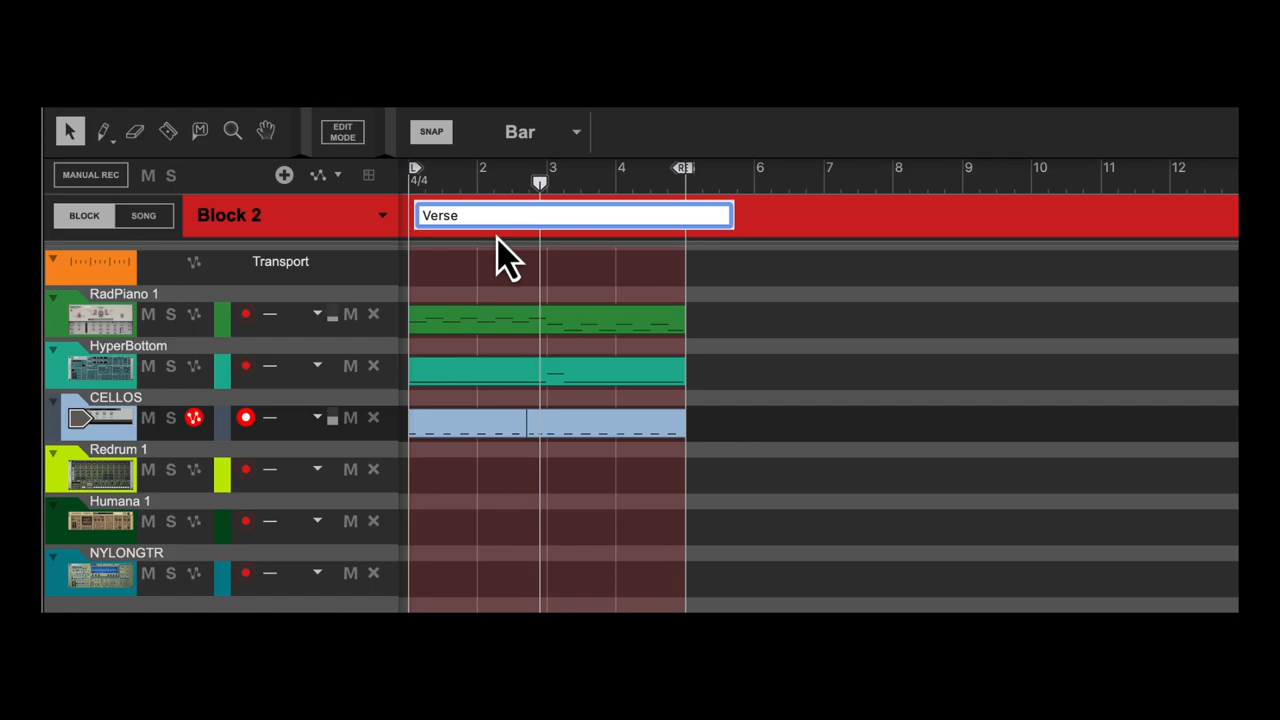 EDIT MODE
SNAP
Bar
MANUAL REC
M S
L
2
3
4
R
E
6
7
8
9
10
11
12
4/4
BLOCK
SONG
Block 2
Verse
Transport
RadPiano 1
M S
M
HyperBottom
M S
M
CELLOS
M S
M
Redrum 1
M S
M
Humana 1
M S
M
NYLONGTR
M S
M